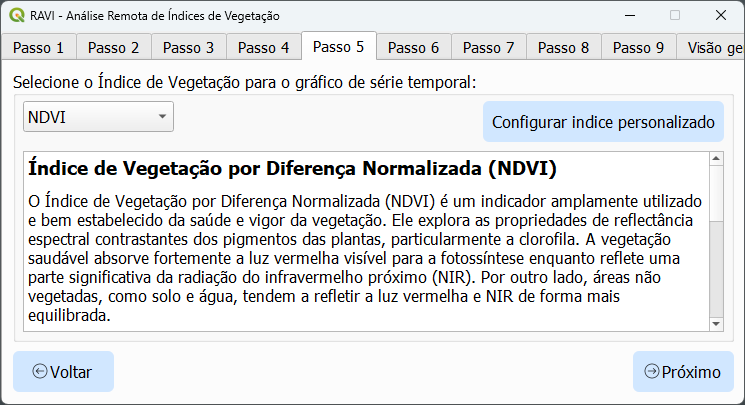 RAVI - Análise Remota de Índices de Vegetação
Passo 1 Passo 2 Passo 3 Passo 4 Passo 5 Passo 6 Passo 7 Passo 8 Passo 9 Visão ge
Selecione o Índice de Vegetação para o gráfico de série temporal:
NDVI Configurar indice personalizado
Índice de Vegetação por Diferença Normalizada (NDVI)
O Índice de Vegetação por Diferença Normalizada (NDVI) é um indicador amplamente utilizado
e bem estabelecido da saúde e vigor da vegetação. Ele explora as propriedades de reflectância
espectral contrastantes dos pigmentos das plantas, particularmente a clorofila. A vegetação
saudável absorve fortemente a luz vermelha visível para a fotossíntese enquanto reflete uma
parte significativa da radiação do infravermelho próximo (NIR). Por outro lado, áreas não
vegetadas, como solo e água, tendem a refletir a luz vermelha e NIR de forma mais
equilibrada.
Voltar Próximo